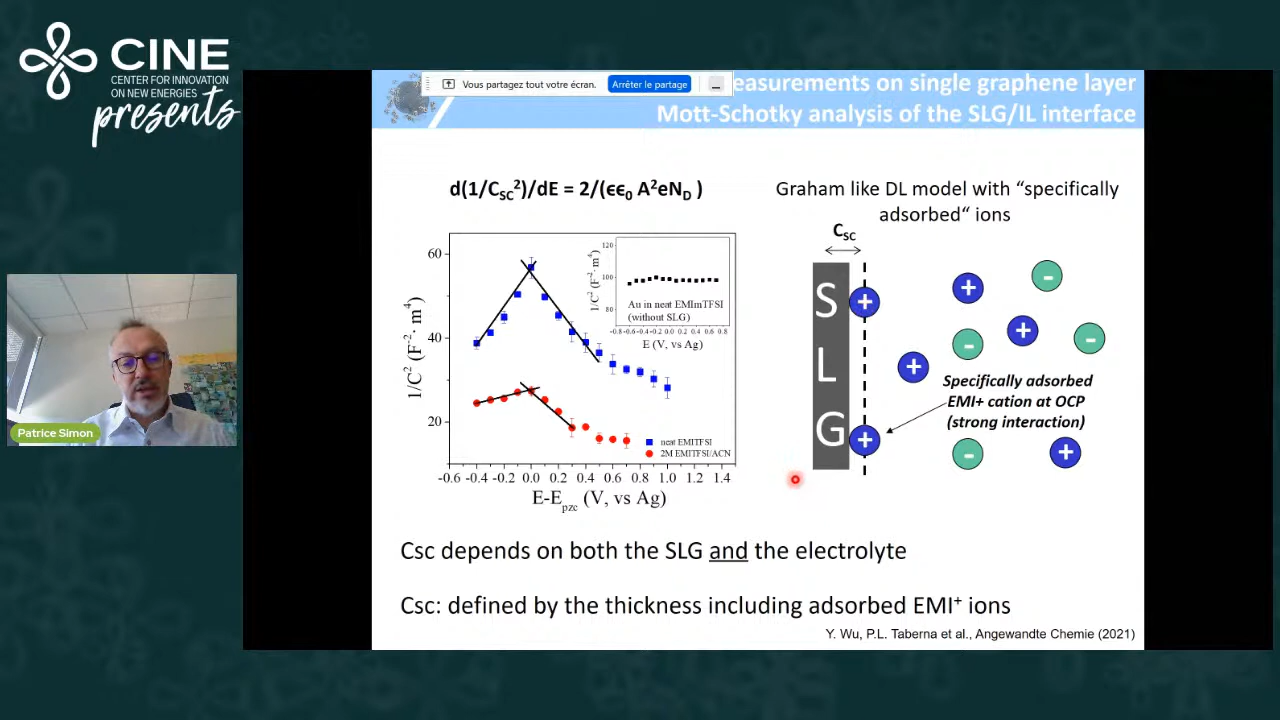 CINE
CENTER FOR INNOVATION
ON NEW ENERGIES
presents
Vous partagez tout votre écran.
Arrêter le partage
easurements on single graphene layer
Mott-Schotky analysis of the SLG/IL interface
d(1/C_SC²)/dE = 2/(ϵϵ₀ A²eN_D )
Graham like DL model with “specifically
adsorbed“ ions
C_SC
60
40
20
1/C² (F⁻²· m⁴)
120
100
80
1/C² (F⁻²· m⁴)
Au in neat EMImTFSI
(without SLG)
-0.8 -0.6 -0.4 -0.2 0.0 0.2 0.4 0.6 0.8
E (V, vs Ag)
neat EMITFSI
2M EMITFSI/ACN
-0.6 -0.4 -0.2 0.0 0.2 0.4 0.6 0.8 1.0 1.2 1.4
E-E_pzc (V, vs Ag)
S
L
G
+
+
+
+
+
+
-
-
-
-
Specifically adsorbed
EMI+ cation at OCP
(strong interaction)
Patrice Simon
Csc depends on both the SLG and the electrolyte
Csc: defined by the thickness including adsorbed EMI⁺ ions
Y. Wu, P.L. Taberna et al., Angewandte Chemie (2021)